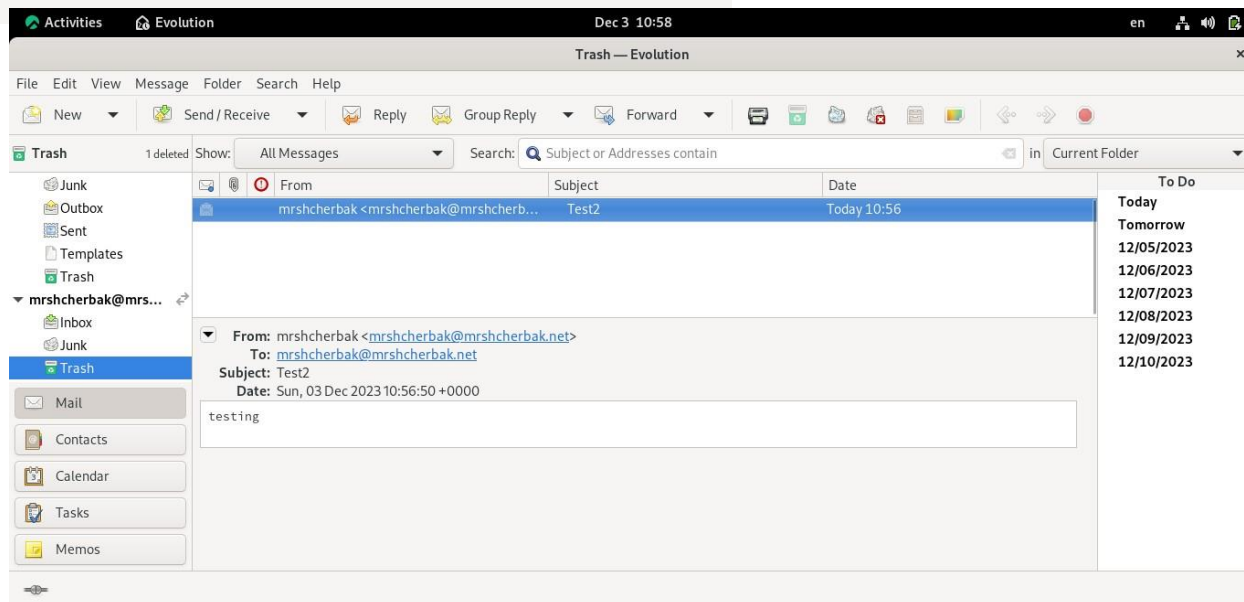 Activities Evolution Dec 3 10:58 en
Trash — Evolution ×
File Edit View Message Folder Search Help
New Send / Receive Reply Group Reply Forward
Trash 1 deleted Show: All Messages Search: Subject or Addresses contain in Current Folder
Junk
Outbox
Sent
Templates
Trash
mrshcherbak@mrs...
Inbox
Junk
Trash
Mail
Contacts
Calendar
Tasks
Memos
From Subject Date
mrshcherbak <mrshcherbak@mrshcherb... Test2 Today 10:56
From: mrshcherbak <mrshcherbak@mrshcherbak.net>
To: mrshcherbak@mrshcherbak.net
Subject: Test2
Date: Sun, 03 Dec 2023 10:56:50 +0000
testing
To Do
Today
Tomorrow
12/05/2023
12/06/2023
12/07/2023
12/08/2023
12/09/2023
12/10/2023